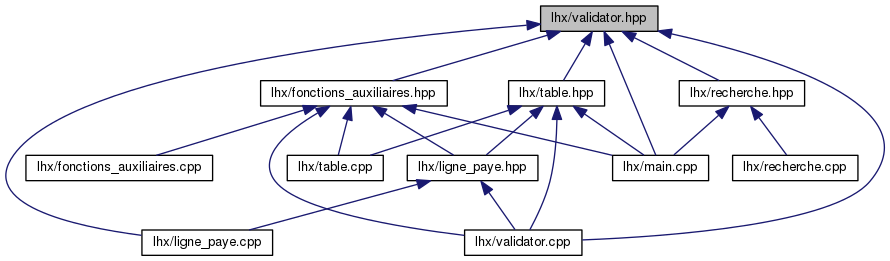 lhx/validator.hpp
lhx/fonctions_auxiliaires.hpp
lhx/table.hpp
lhx/recherche.hpp
lhx/fonctions_auxiliaires.cpp
lhx/table.cpp
lhx/ligne_paye.hpp
lhx/main.cpp
lhx/recherche.cpp
lhx/ligne_paye.cpp
lhx/validator.cpp